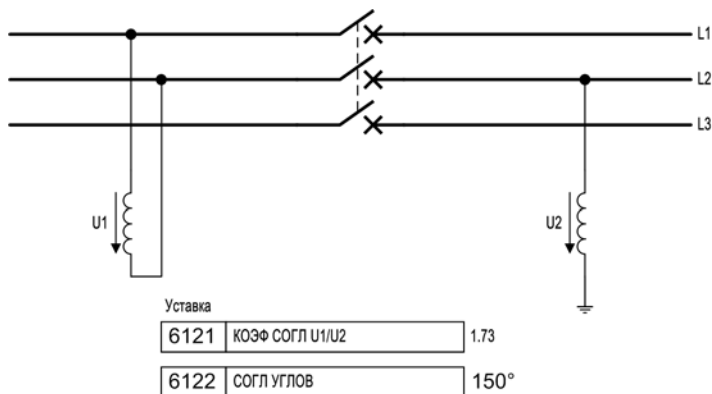 L1
L2
L3
U1
U2
Уставка
6121 КОЭФ СОГЛ U1/U2 1.73
6122 СОГЛ УГЛОВ 150°